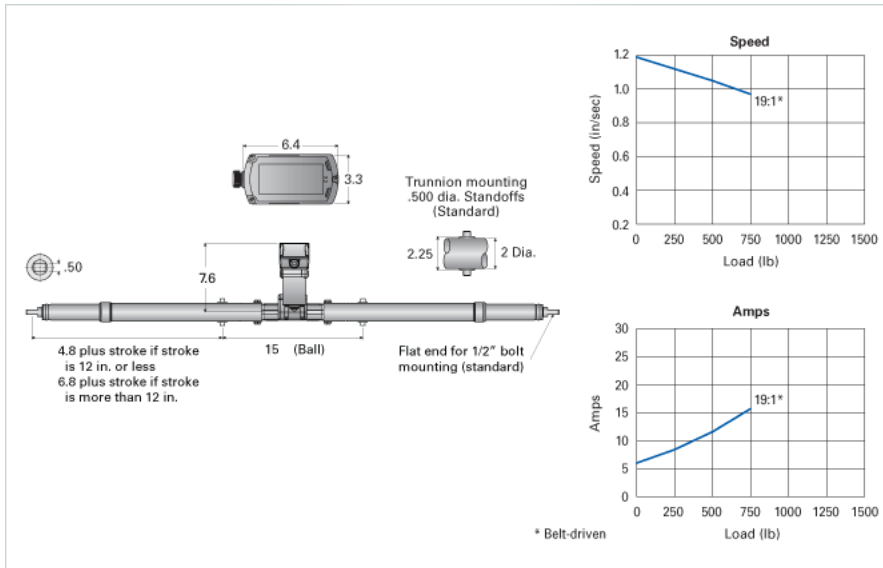 6.4
3.3
Trunnion mounting
.500 dia. Standoffs
(Standard)
2.25
2 Dia.
.50
7.6
4.8 plus stroke if stroke
is 12 in. or less
6.8 plus stroke if stroke
is more than 12 in.
15 (Ball)
Flat end for 1/2" bolt
mounting (standard)
Speed
Speed (in/sec)
1.2
1.0
0.8
0.6
0.4
0.2
19:1*
0 250 500 750 1000 1250 1500
Load (lb)
Amps
Amps
30
25
20
15
10
5
0
19:1*
0 250 500 750 1000 1250 1500
Load (lb)
* Belt-driven